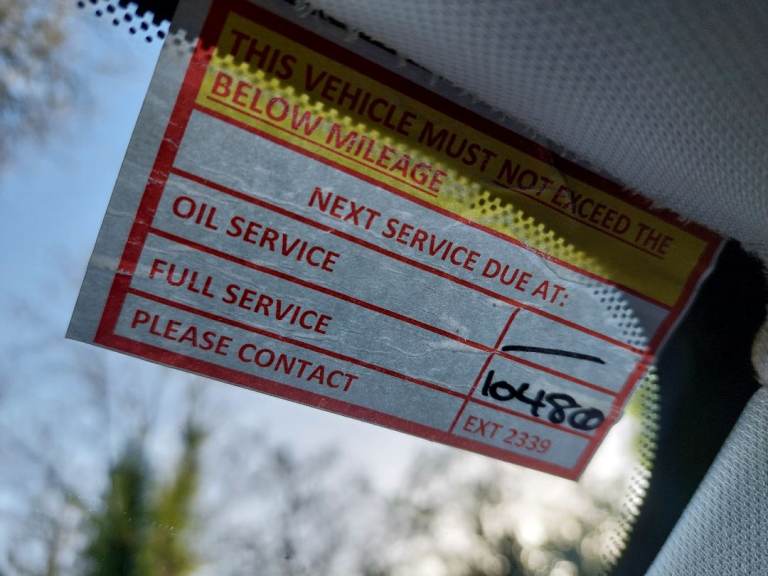 THIS VEHICLE MUST NOT EXCEED THE
BELOW MILEAGE
NEXT SERVICE DUE AT:
OIL SERVICE —
FULL SERVICE 10480
PLEASE CONTACT EXT 2339